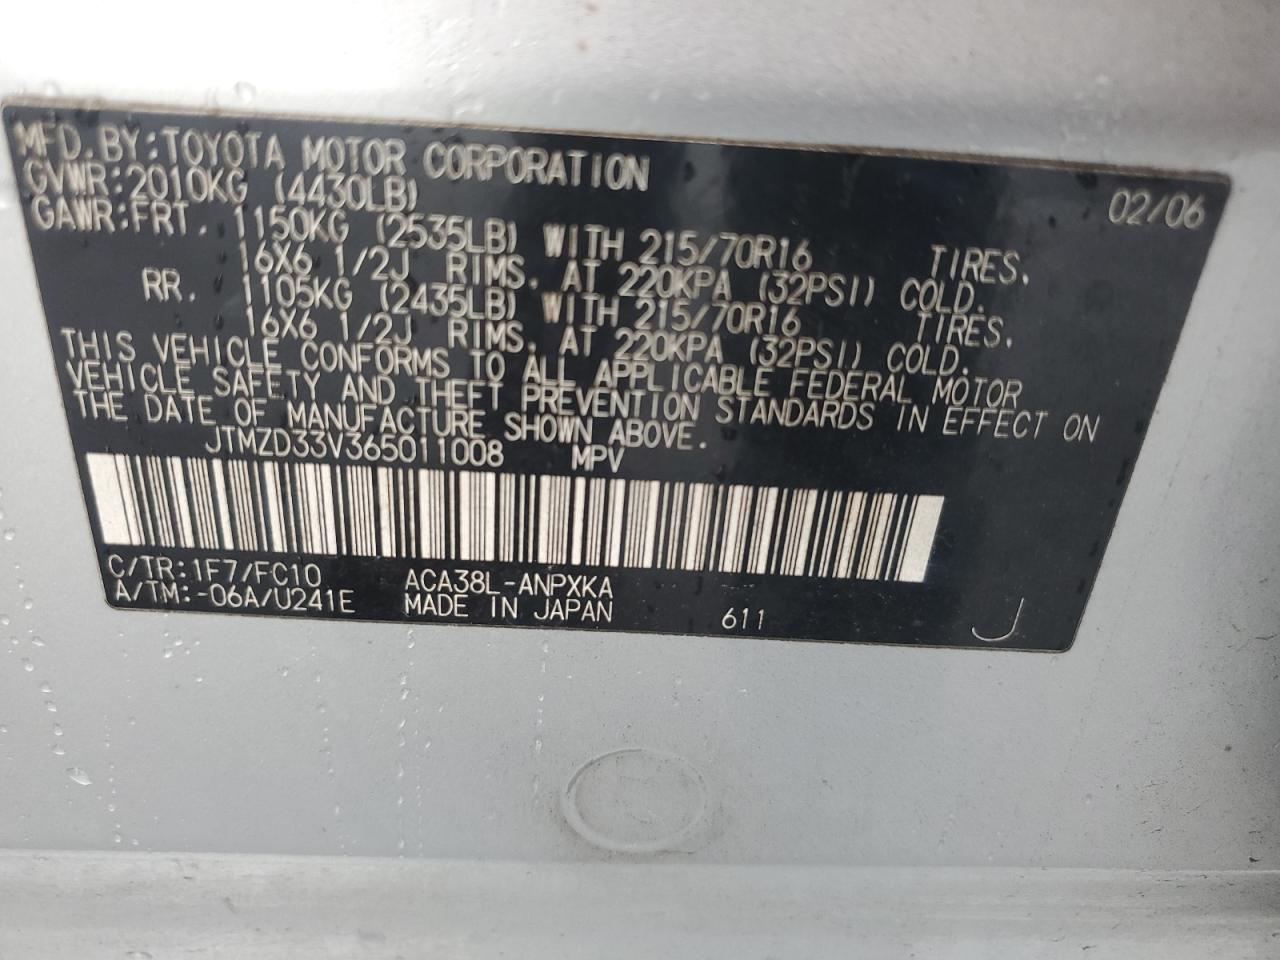 MFD. BY: TOYOTA MOTOR CORPORATION 02/06
GVWR: 2010KG (4430LB)
GAWR: FRT. 1150KG (2535LB) WITH 215/70R16 TIRES.
16X6 1/2J RIMS. AT 220KPA (32PSI) COLD.
RR. 1105KG (2435LB) WITH 215/70R16 TIRES.
16X6 1/2J RIMS. AT 220KPA (32PSI) COLD.
THIS VEHICLE CONFORMS TO ALL APPLICABLE FEDERAL MOTOR
VEHICLE SAFETY AND THEFT PREVENTION STANDARDS IN EFFECT ON
THE DATE OF MANUFACTURE SHOWN ABOVE.
JTMZD33V365011008 MPV
C/TR: 1F7/FC10 ACA38L-ANPXKA
A/TM: -06A/U241E MADE IN JAPAN 611 J